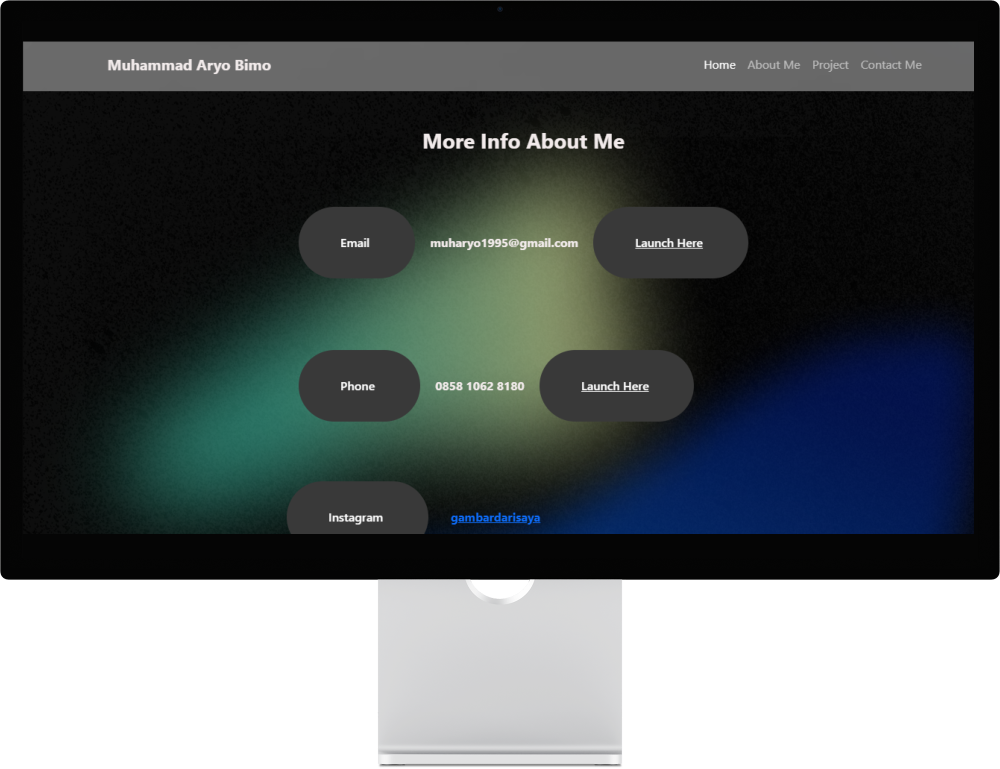 Muhammad Aryo Bimo Home About Me Project Contact Me
More Info About Me
Email muharyo1995@gmail.com Launch Here
Phone 0858 1062 8180 Launch Here
Instagram gambardarisaya